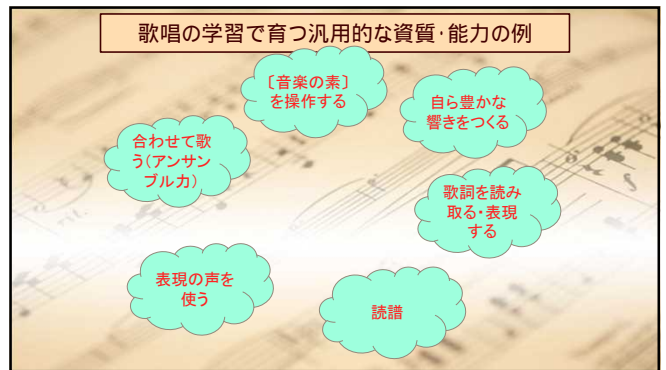 歌唱の学習で育つ汎用的な資質・能力の例
〔音楽の素〕
を操作する
自ら豊かな
響きをつくる
合わせて歌
う(アンサン
ブル力)
歌詞を読み
取る・表現
する
表現の声を
使う
読譜